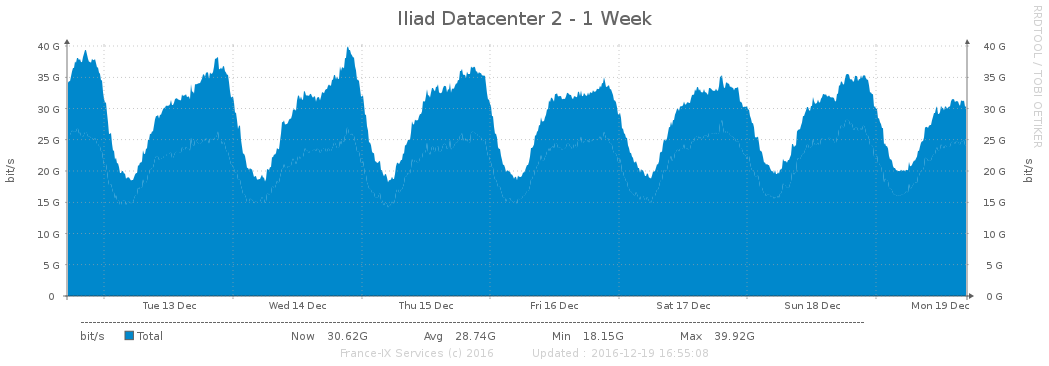 Iliad Datacenter 2 - 1 Week
RRDTOOL / TOBI OETIKER
bit/s
40 G 40 G
35 G 35 G
30 G 30 G
25 G 25 G
20 G 20 G
15 G 15 G
10 G 10 G
5 G 5 G
0 0 G
bit/s
Tue 13 Dec Wed 14 Dec Thu 15 Dec Fri 16 Dec Sat 17 Dec Sun 18 Dec Mon 19 Dec
bit/s Total Now 30.62G Avg 28.74G Min 18.15G Max 39.92G
France-IX Services (c) 2016 Updated : 2016-12-19 16:55:08